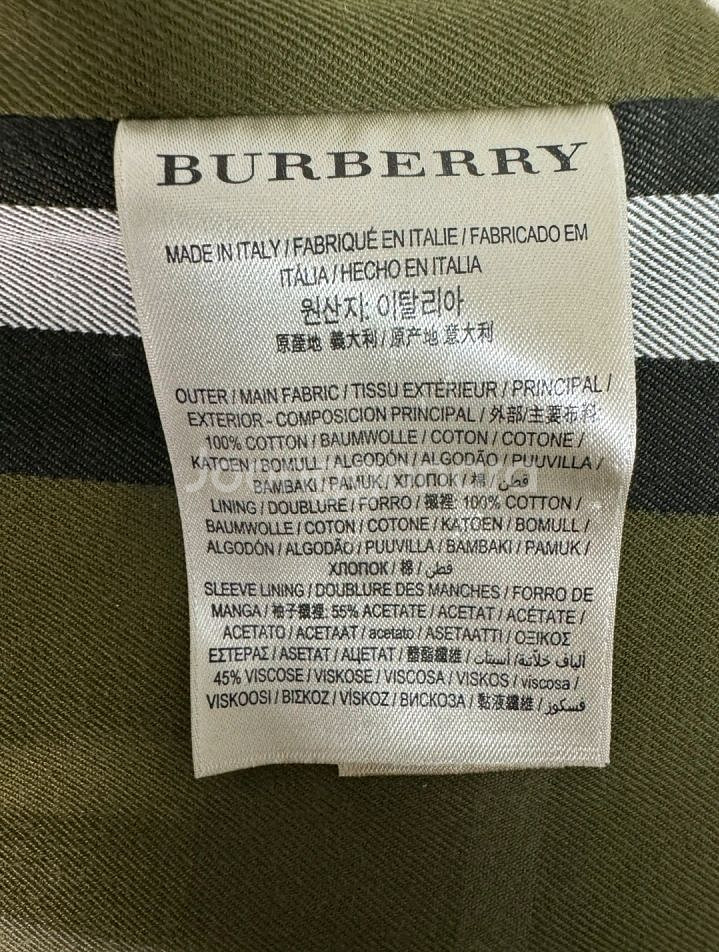 BURBERRY
MADE IN ITALY / FABRIQUÉ EN ITALIE / FABRICADO EM
ITÁLIA / HECHO EN ITALIA
원산지: 이탈리아
原産地 義大利 / 原产地 意大利
OUTER / MAIN FABRIC / TISSU EXTÉRIEUR / PRINCIPAL /
EXTERIOR - COMPOSICION PRINCIPAL / 外部/主要布料:
100% COTTON / BAUMWOLLE / COTON / COTONE /
KATOEN / BOMULL / ALGODÓN / ALGODÃO / PUUVILLA /
BAMBAKI / PAMUK / ХЛОПОК / 棉 / قطن
LINING / DOUBLURE / FORRO / 襯裡: 100% COTTON /
BAUMWOLLE / COTON / COTONE / KATOEN / BOMULL /
ALGODÓN / ALGODÃO / PUUVILLA / BAMBAKI / PAMUK /
ХЛОПОК / 棉 / قطن
SLEEVE LINING / DOUBLURE DES MANCHES / FORRO DE
MANGA / 袖子襯裡: 55% ACETATE / ACETAT / ACÉTATE /
ACETATO / ACETAAT / acetato / ASETAATTI / ΟΞΙΚΟΣ
ΕΣΤΕΡΑΣ / ASETAT / АЦЕТАТ / 醋酯纖維 / ألياف خلاّتية/ أسيتات
45% VISCOSE / VISKOSE / VISCOSA / VISKOS / viscosa /
VISKOOSI / ΒΙΣΚΟΖ / VİSKOZ / ВИСКОЗА / 黏液纖維 / فسكوز